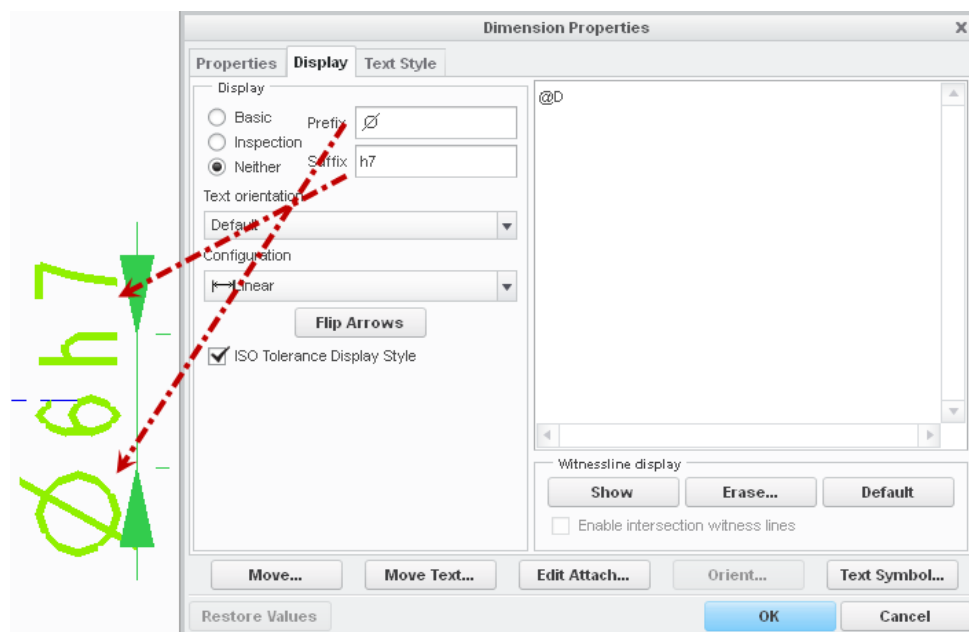 Dimension Properties x
Properties Display Text Style
Display
Basic
Inspection
Neither
Prefix Ø
Suffix h7
Text orientation
Default
Configuration
Linear
Flip Arrows
ISO Tolerance Display Style
@D
Witnessline display
Show Erase... Default
Enable intersection witness lines
Move... Move Text... Edit Attach... Orient... Text Symbol...
Restore Values OK Cancel
Ø6h7